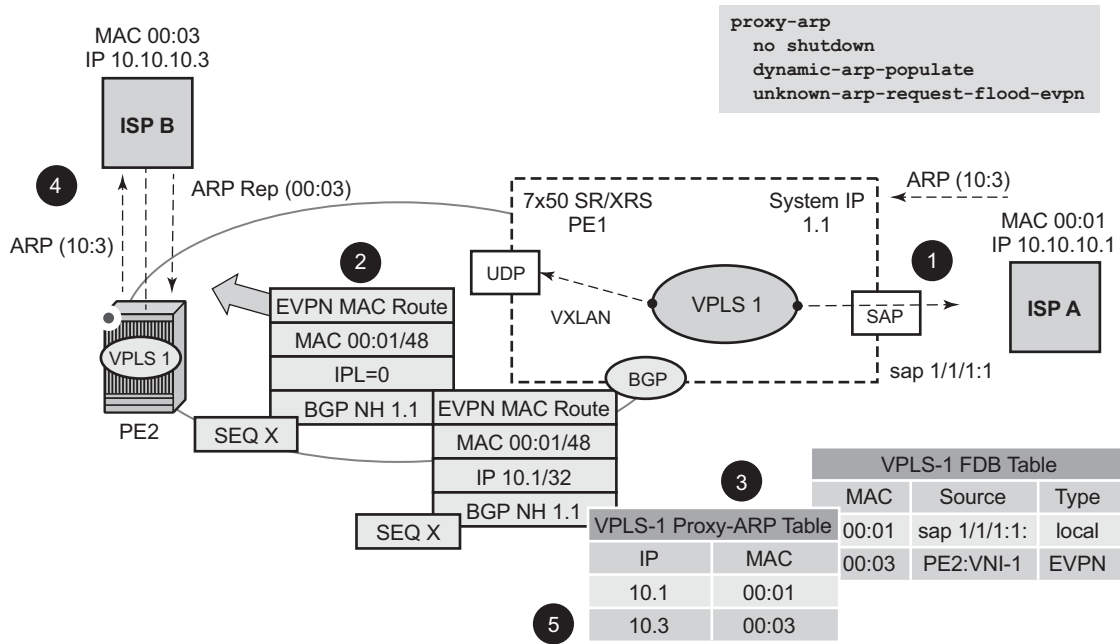 MAC 00:03
IP 10.10.10.3
ISP B
proxy-arp
no shutdown
dynamic-arp-populate
unknown-arp-request-flood-evpn
4
ARP Rep (00:03)
ARP (10:3)
7x50 SR/XRS
PE1
System IP
1.1
ARP (10:3)
MAC 00:01
IP 10.10.10.1
1
2
UDP
VXLAN
VPLS 1
SAP
ISP A
sap 1/1/1:1
BGP
VPLS 1
PE2
EVPN MAC Route
MAC 00:01/48
IPL=0
BGP NH 1.1
SEQ X
EVPN MAC Route
MAC 00:01/48
IP 10.1/32
BGP NH 1.1
SEQ X
3
VPLS-1 FDB Table
MAC Source Type
00:01 sap 1/1/1:1: local
00:03 PE2:VNI-1 EVPN
VPLS-1 Proxy-ARP Table
IP MAC
10.1 00:01
10.3 00:03
5